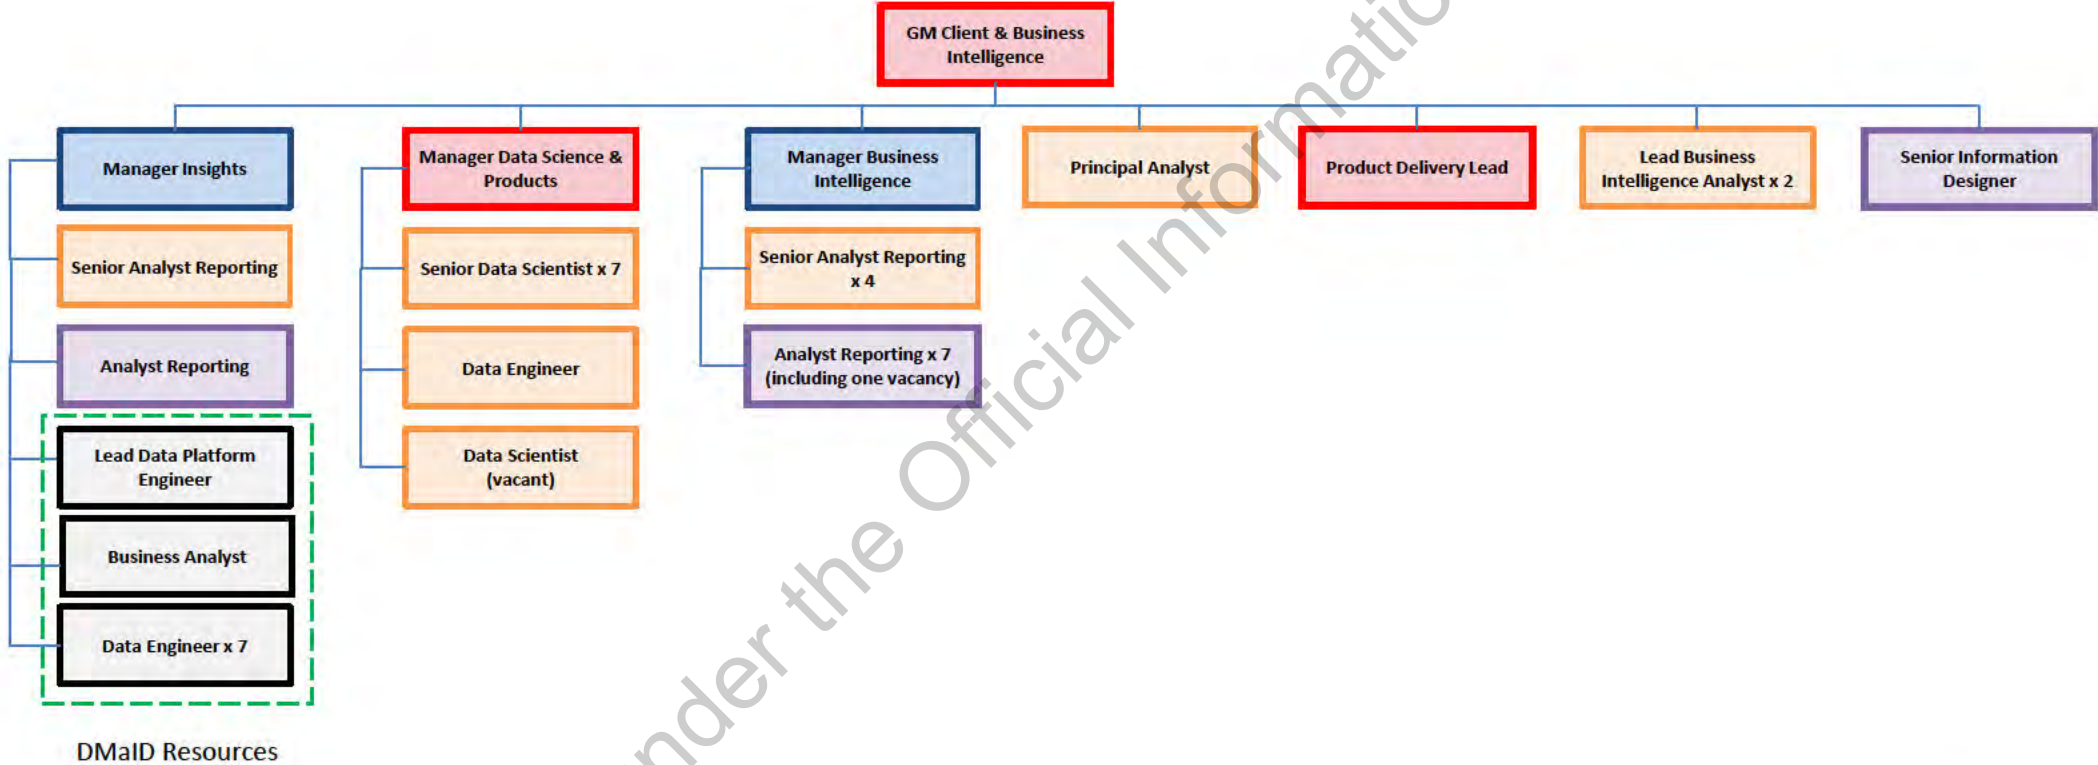 GM Client & Business
Intelligence
Manager Insights
Manager Data Science &
Products
Manager Business
Intelligence
Principal Analyst
Product Delivery Lead
Lead Business
Intelligence Analyst x 2
Senior Information
Designer
Senior Analyst Reporting
Senior Data Scientist x 7
Senior Analyst Reporting
x 4
Analyst Reporting
Data Engineer
Analyst Reporting x 7
(including one vacancy)
Lead Data Platform
Engineer
Data Scientist
(vacant)
Business Analyst
Data Engineer x 7
DMaID Resources
the Official